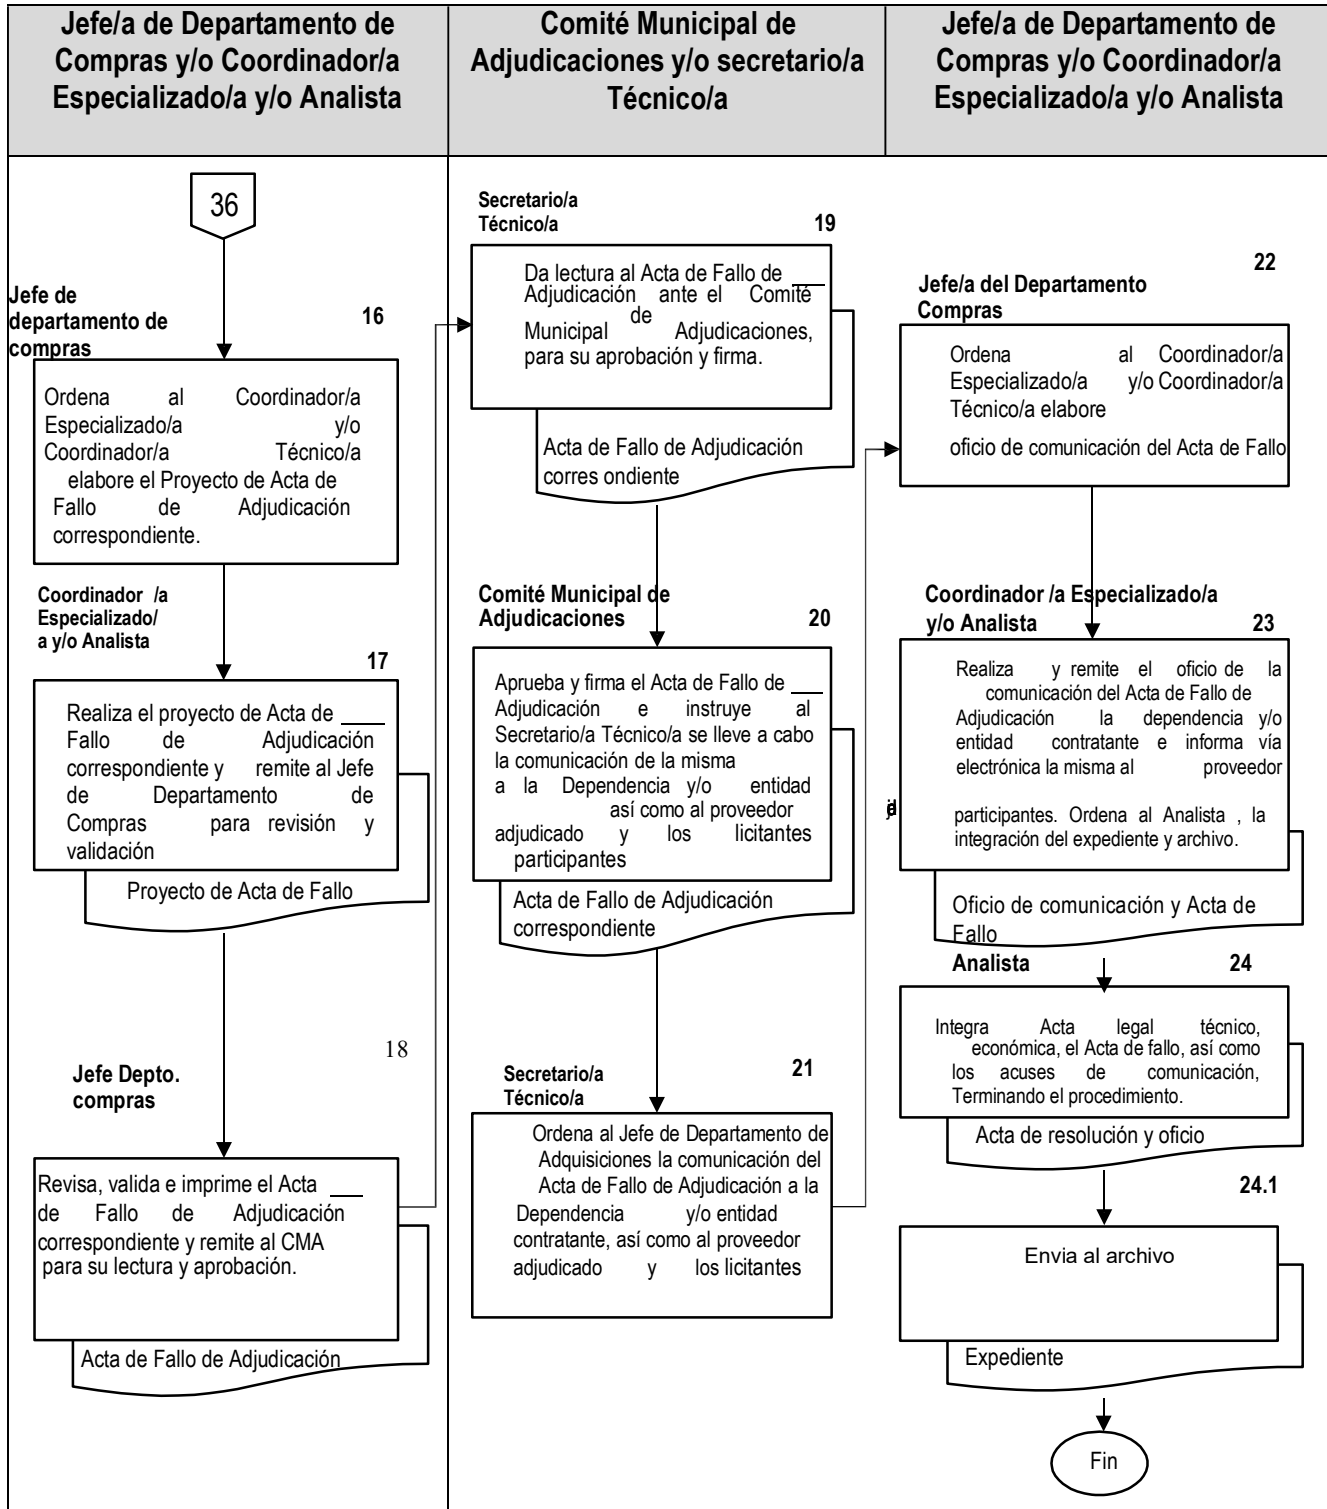 Jefe/a de Departamento de
Compras y/o Coordinador/a
Especializado/a y/o Analista
Comité Municipal de
Adjudicaciones y/o secretario/a
Técnico/a
Jefe/a de Departamento de
Compras y/o Coordinador/a
Especializado/a y/o Analista
36
Jefe de
departamento de
compras
16
Ordena al Coordinador/a
Especializado/a y/o
Coordinador/a Técnico/a
elabore el Proyecto de Acta de
Fallo de Adjudicación
correspondiente.
Coordinador /a
Especializado/
a y/o Analista
17
Realiza el proyecto de Acta de
Fallo de Adjudicación
correspondiente y remite al Jefe
de Departamento de
Compras para revisión y
validación
Proyecto de Acta de Fallo
18
Jefe Depto.
compras
Revisa, valida e imprime el Acta
de Fallo de Adjudicación
correspondiente y remite al CMA
para su lectura y aprobación.
Acta de Fallo de Adjudicación
Secretario/a
Técnico/a
19
Da lectura al Acta de Fallo de
Adjudicación ante el Comité
de
Municipal Adjudicaciones,
para su aprobación y firma.
Acta de Fallo de Adjudicación
corres ondiente
Comité Municipal de
Adjudicaciones
20
Aprueba y firma el Acta de Fallo de
Adjudicación e instruye al
Secretario/a Técnico/a se lleve a cabo
la comunicación de la misma
a la Dependencia y/o entidad
así como al proveedor
adjudicado y los licitantes
participantes
Acta de Fallo de Adjudicación
correspondiente
Secretario/a
Técnico/a
21
Ordena al Jefe de Departamento de
Adquisiciones la comunicación del
Acta de Fallo de Adjudicación a la
Dependencia y/o entidad
contratante, así como al proveedor
adjudicado y los licitantes
22
Jefe/a del Departamento
Compras
Ordena al Coordinador/a
Especializado/a y/o Coordinador/a
Técnico/a elabore
oficio de comunicación del Acta de Fallo
Coordinador /a Especializado/a
y/o Analista
23
Realiza y remite el oficio de la
comunicación del Acta de Fallo de
Adjudicación la dependencia y/o
entidad contratante e informa vía
electrónica la misma al proveedor
participantes. Ordena al Analista , la
integración del expediente y archivo.
Oficio de comunicación y Acta de
Fallo
Analista
24
Integra Acta legal técnico,
económica, el Acta de fallo, así como
los acuses de comunicación,
Terminando el procedimiento.
Acta de resolución y oficio
24.1
Envia al archivo
Expediente
Fin